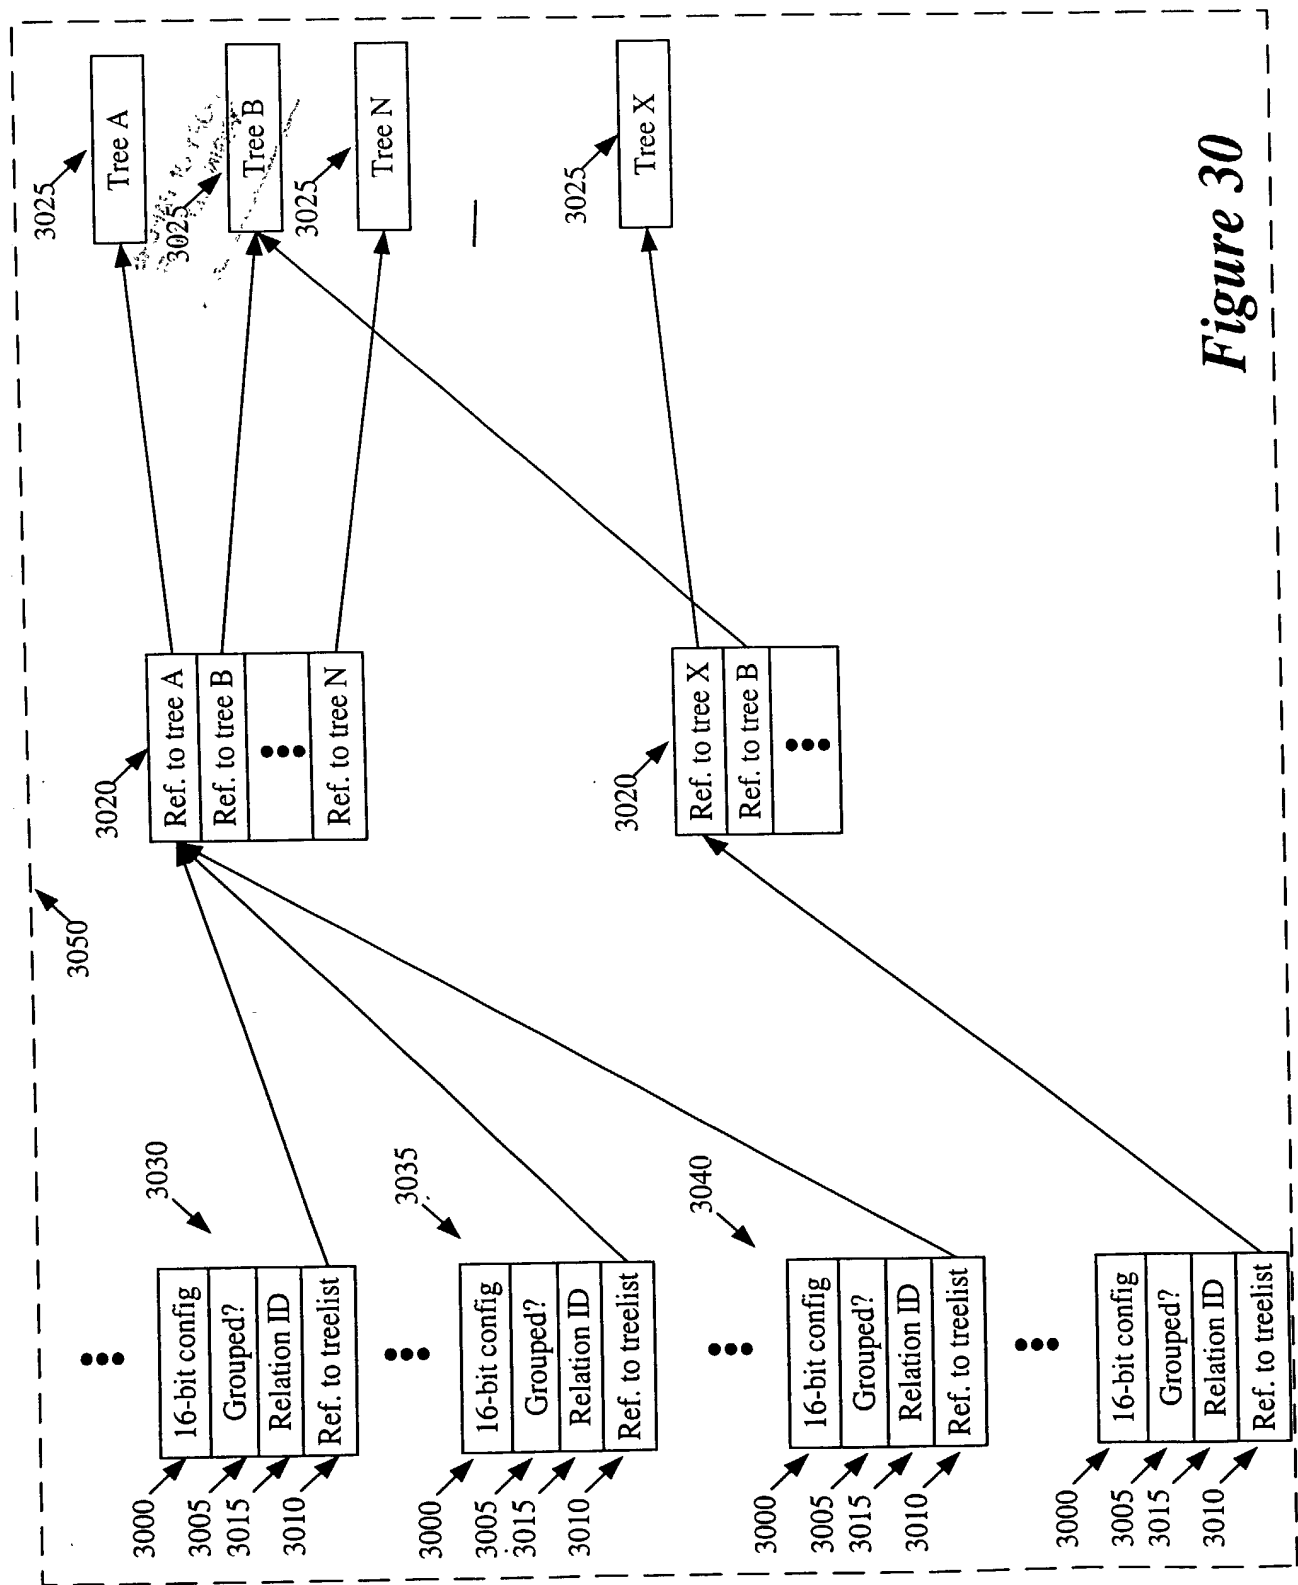 3050
3030
3000
16-bit config
3005
Grouped?
3015
Relation ID
3010
Ref. to treelist
3035
3000
16-bit config
3005
Grouped?
3015
Relation ID
3010
Ref. to treelist
3040
3000
16-bit config
3005
Grouped?
3015
Relation ID
3010
Ref. to treelist
3000
16-bit config
3005
Grouped?
3015
Relation ID
3010
Ref. to treelist
3020
Ref. to tree A
Ref. to tree B
Ref. to tree N
3020
Ref. to tree X
Ref. to tree B
3025
Tree A
3025
Tree B
3025
Tree N
3025
Tree X
Figure 30